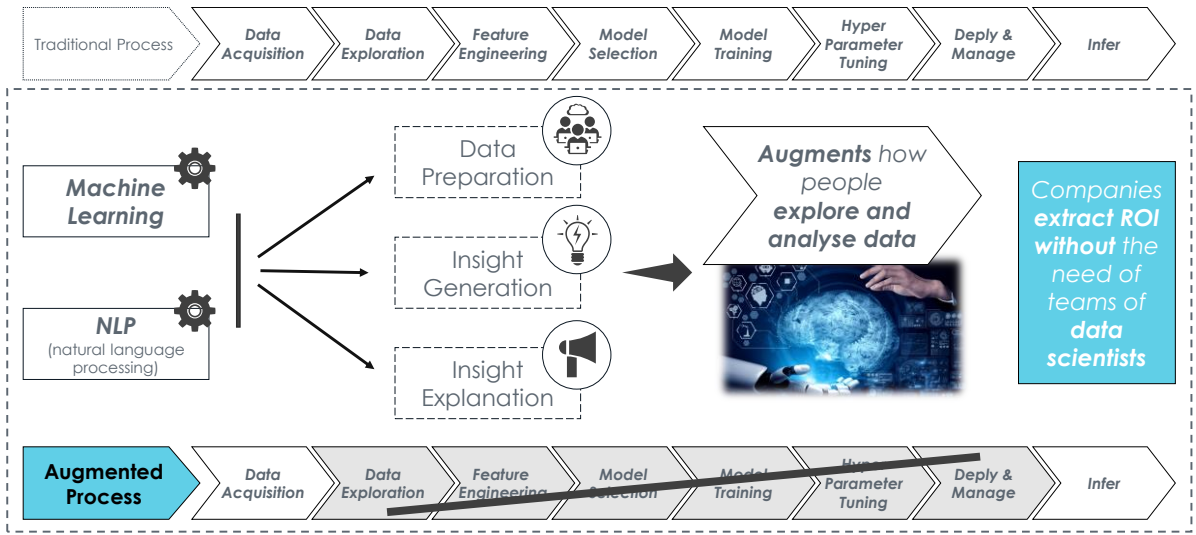 Traditional Process
Data
Acquisition
Data
Exploration
Feature
Engineering
Model
Selection
Model
Training
Hyper
Parameter
Tuning
Deply &
Manage
Infer
Machine
Learning
NLP
(natural language
processing)
Data
Preparation
Insight
Generation
Insight
Explanation
Augments how
people
explore and
analyse data
Companies
extract ROI
without the
need of
teams of
data
scientists
Augmented
Process
Data
Acquisition
Data
Exploration
Feature
Engineering
Model
Selection
Model
Training
Hyper
Parameter
Tuning
Deply &
Manage
Infer